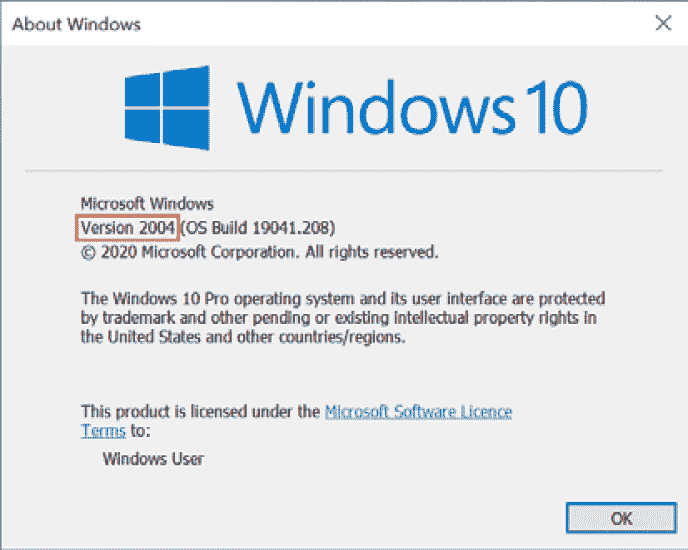 About Windows
Windows 10
Microsoft Windows
Version 2004 (OS Build 19041.208)
© 2020 Microsoft Corporation. All rights reserved.
The Windows 10 Pro operating system and its user interface are protected
by trademark and other pending or existing intellectual property rights in
the United States and other countries/regions.
This product is licensed under the Microsoft Software Licence
Terms to:
Windows User
OK